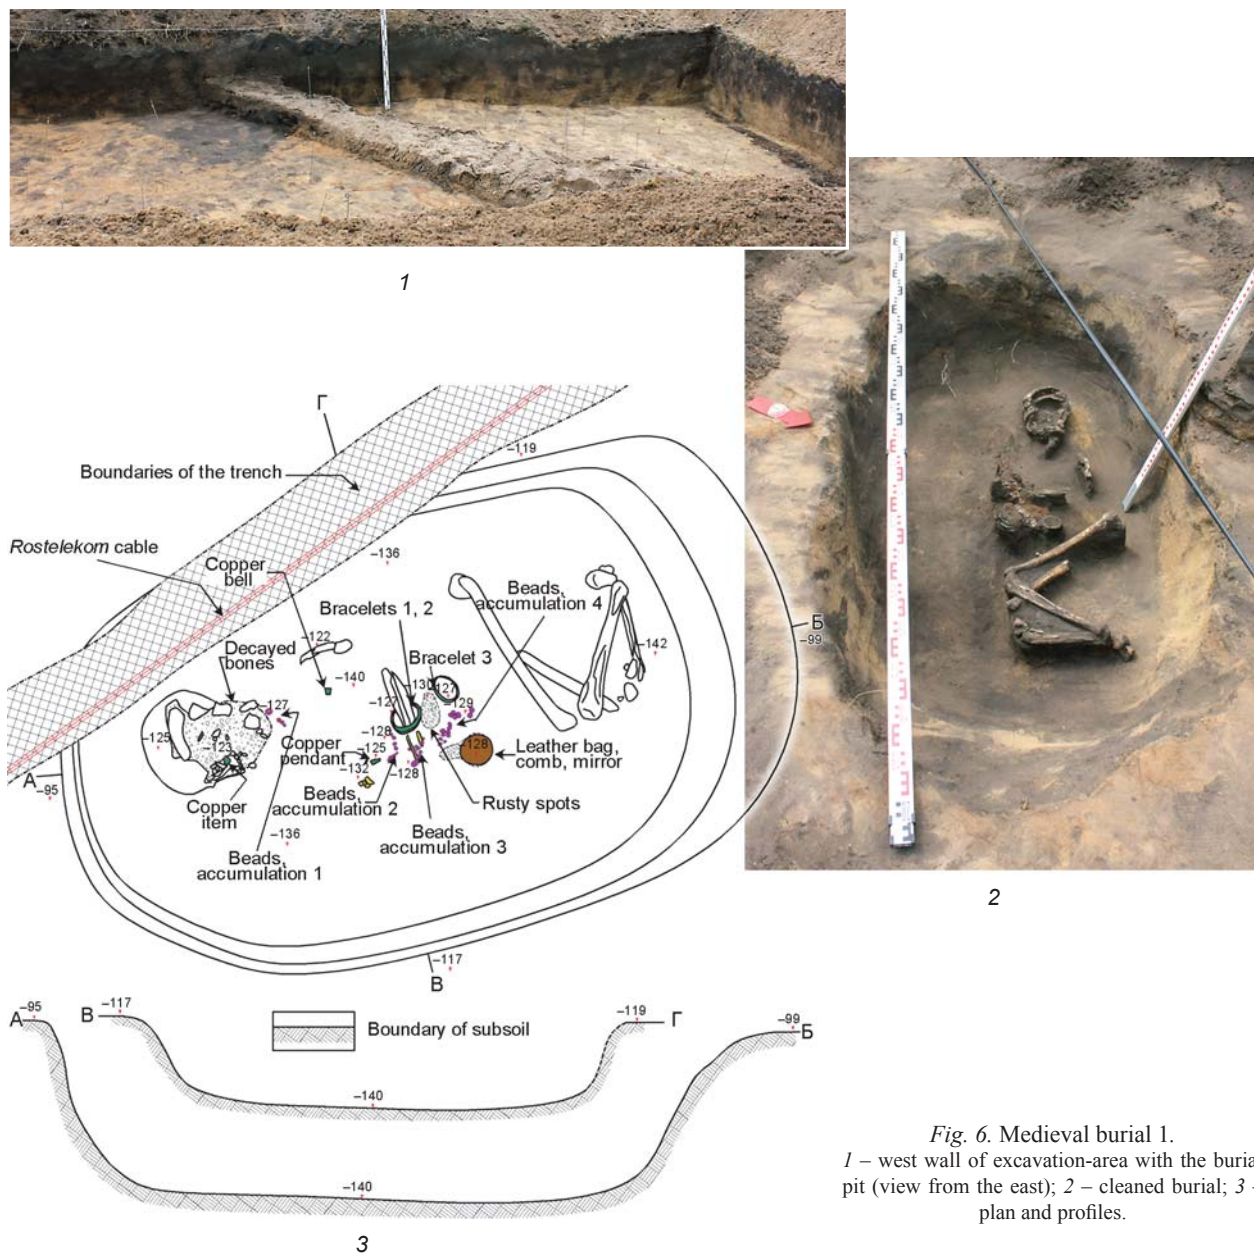 1
2
Г
-119
Boundaries of the trench
Rostelekom cable
-136
Copper
bell
Beads,
accumulation 4
Bracelets 1, 2
Б
-99
-122
Decayed
bones
-142
Bracelet 3
-140
-130
-127
-127
-129
-127
-125
-128
-123
Copper
pendant
-125
-128
Leather bag,
comb, mirror
A
-95
-132
-128
Copper
item
Beads,
accumulation 2
Rusty spots
-136
Beads,
accumulation 3
Beads,
accumulation 1
-117
В
-95
A
В
-117
Boundary of subsoil
-119
Г
-99
Б
-140
-140
3
Fig. 6. Medieval burial 1.
1 – west wall of excavation-area with the buria
pit (view from the east); 2 – cleaned burial; 3 –
plan and profiles.